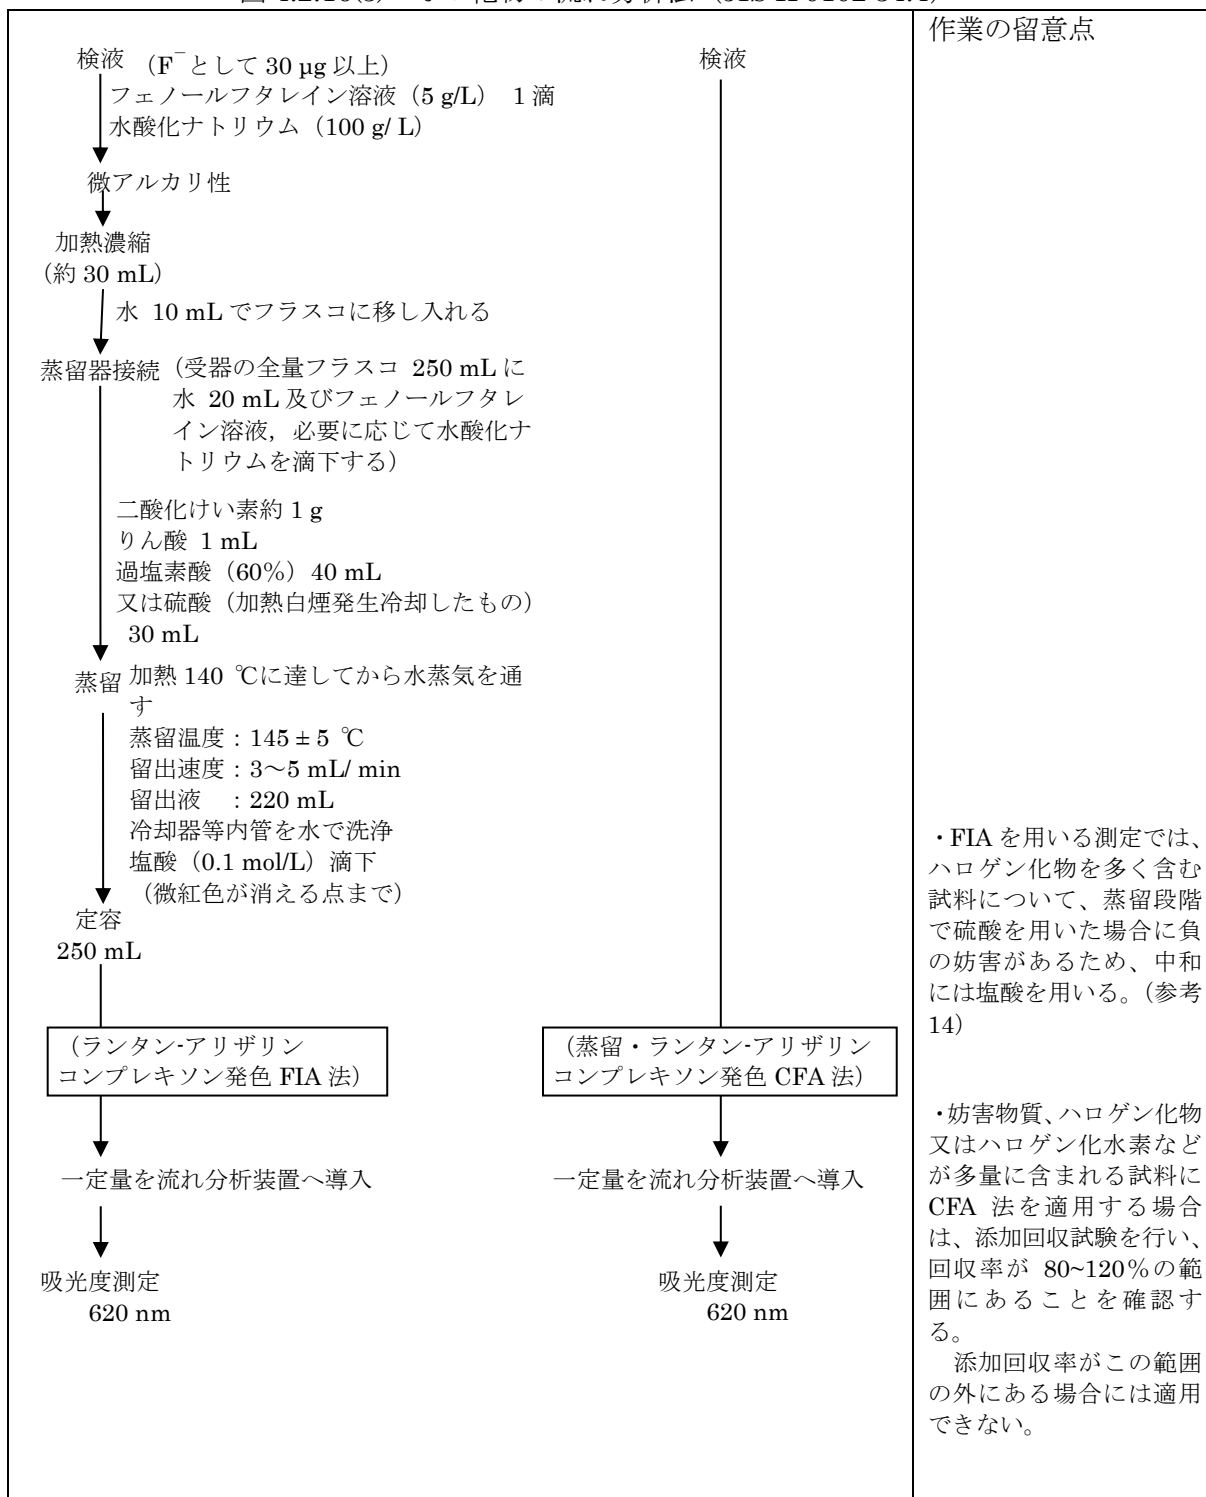 作業の留意点
検液 (F⁻として 30 µg 以上)
フェノールフタレイン溶液（5 g/L） 1 滴
水酸化ナトリウム（100 g/ L）
微アルカリ性
加熱濃縮
（約 30 mL）
水 10 mL でフラスコに移し入れる
蒸留器接続（受器の全量フラスコ 250 mL に
水 20 mL 及びフェノールフタレ
イン溶液，必要に応じて水酸化ナ
トリウムを滴下する）
二酸化けい素約 1 g
りん酸 1 mL
過塩素酸（60％）40 mL
又は硫酸（加熱白煙発生冷却したもの）
30 mL
蒸留 加熱 140 ℃に達してから水蒸気を通
す
蒸留温度：145 ± 5 ℃
留出速度：3～5 mL/ min
留出液 ：220 mL
冷却器等内管を水で洗浄
塩酸（0.1 mol/L）滴下
（微紅色が消える点まで）
定容
250 mL
（ランタン-アリザリン
コンプレキソン発色 FIA 法）
一定量を流れ分析装置へ導入
吸光度測定
620 nm
検液
（蒸留・ランタン-アリザリン
コンプレキソン発色 CFA 法）
一定量を流れ分析装置へ導入
吸光度測定
620 nm
・FIA を用いる測定では、
ハロゲン化物を多く含む
試料について、蒸留段階
で硫酸を用いた場合に負
の妨害があるため、中和
には塩酸を用いる。（参考
14）
・妨害物質、ハロゲン化物
又はハロゲン化水素など
が多量に含まれる試料に
CFA 法を適用する場合
は、添加回収試験を行い、
回収率が 80~120％の範
囲にあることを確認す
る。
添加回収率がこの範囲
の外にある場合には適用
できない。